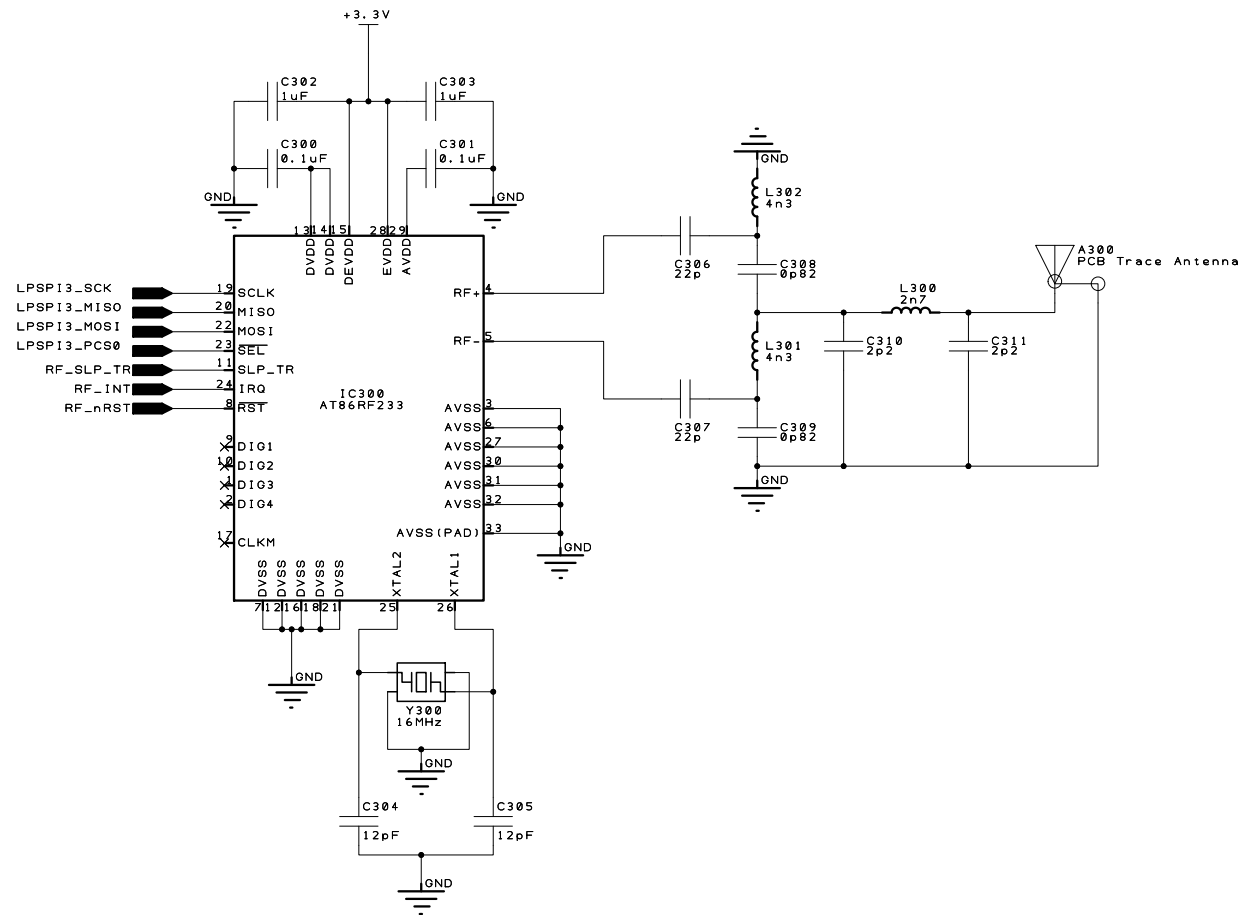 +3.3V
C302
1uF
C303
1uF
C300
0.1uF
C301
0.1uF
GND
GND
GND
L302
4n3
13
14
15
28
29
DVDD
DVDD
DEVDD
EVDD
AVDD
C306
22p
C308
0p82
A300
PCB Trace Antenna
LPSPI3_SCK
19
SCLK
RF+
4
LPSPI3_MISO
20
MISO
LPSPI3_MOSI
22
MOSI
LPSPI3_PCS0
23
SEL
RF-
5
RF_SLP_TR
11
SLP_TR
RF_INT
24
IRQ
RF_nRST
8
RST
L300
2n7
L301
4n3
C310
2p2
C311
2p2
IC300
AT86RF233
C307
22p
C309
0p82
AVSS
3
AVSS
6
AVSS
27
AVSS
30
AVSS
31
AVSS
32
AVSS(PAD)
33
9
DIG1
10
DIG2
1
DIG3
2
DIG4
17
CLKM
GND
GND
DVSS
DVSS
DVSS
DVSS
DVSS
XTAL2
XTAL1
7
12
16
18
21
25
26
GND
Y300
16MHz
GND
C304
12pF
C305
12pF
GND